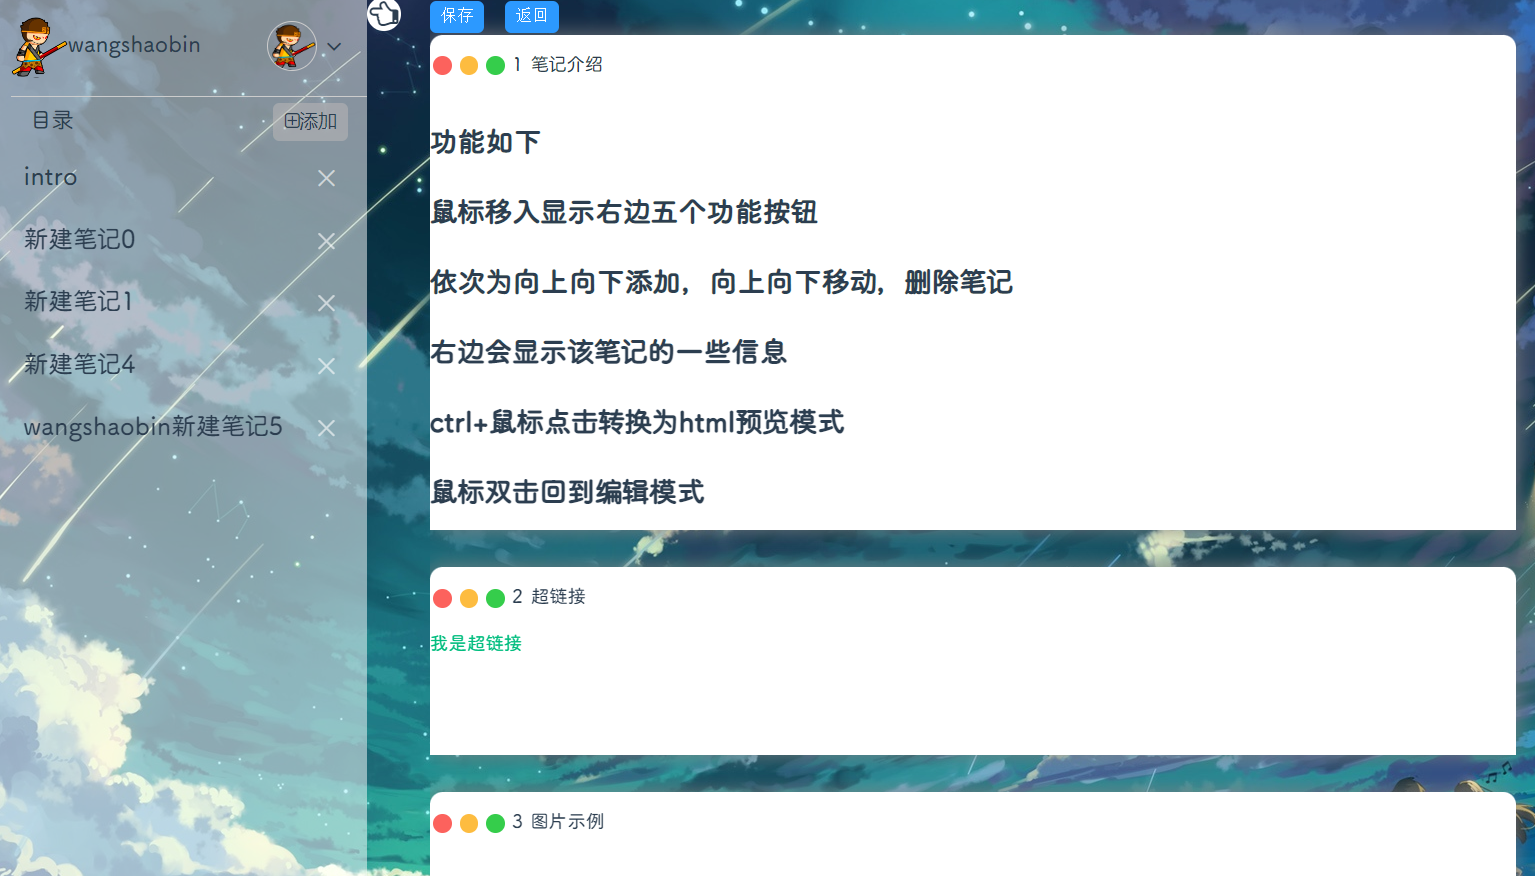 wangshaobin
目录
添加
intro
新建笔记0
新建笔记1
新建笔记4
wangshaobin新建笔记5
保存 返回
1 笔记介绍
功能如下
鼠标移入显示右边五个功能按钮
依次为向上向下添加，向上向下移动，删除笔记
右边会显示该笔记的一些信息
ctrl+鼠标点击转换为html预览模式
鼠标双击回到编辑模式
2 超链接
我是超链接
3 图片示例